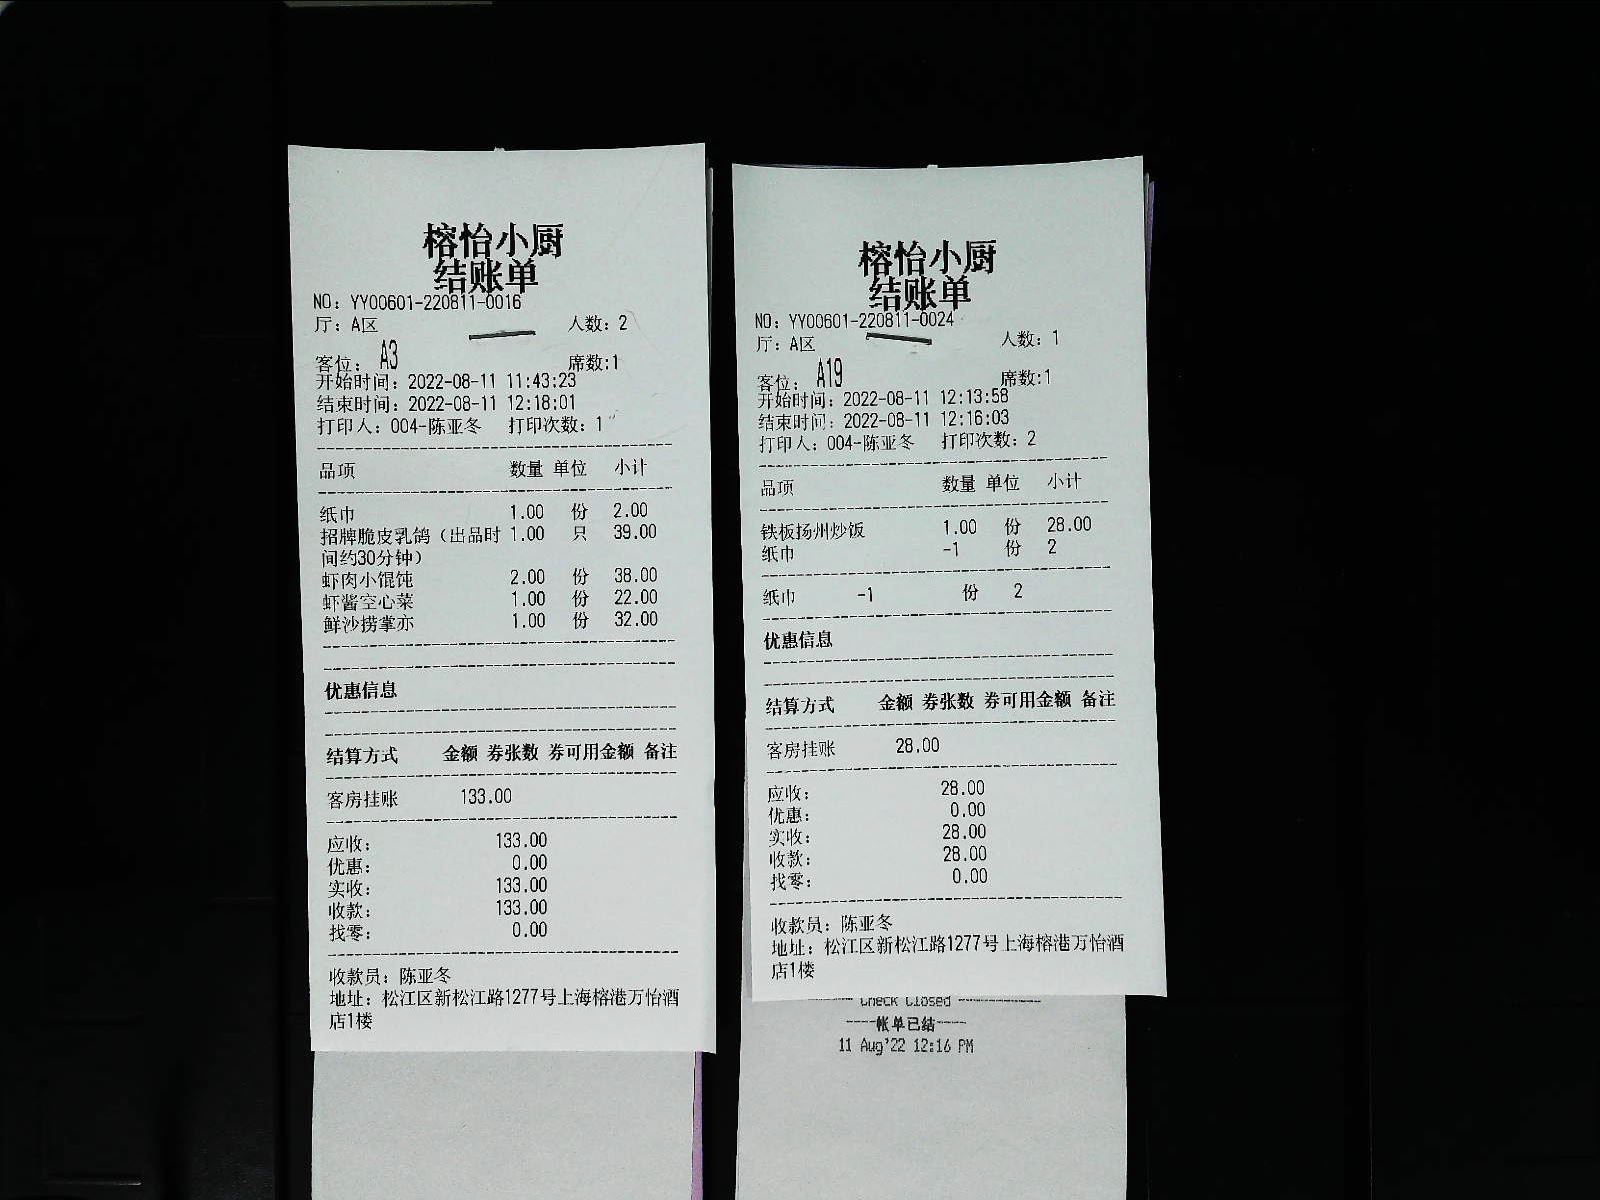 榕怡小厨
结账单
NO: YY00601-220811-0016
厅: A区 人数: 2
客位: A3 席数:1
开始时间: 2022-08-11 11:43:23
结束时间: 2022-08-11 12:18:01
打印人: 004-陈亚冬 打印次数: 1
品项 数量 单位 小计
纸巾 1.00 份 2.00
招牌脆皮乳鸽(出品时 1.00 只 39.00
间约30分钟)
虾肉小馄饨 2.00 份 38.00
虾酱空心菜 1.00 份 22.00
鲜沙捞掌亦 1.00 份 32.00
优惠信息
结算方式 金额 券张数 券可用金额 备注
客房挂账 133.00
应收: 133.00
优惠: 0.00
实收: 133.00
收款: 133.00
找零: 0.00
收款员: 陈亚冬
地址: 松江区新松江路1277号上海榕港万怡酒
店1楼
榕怡小厨
结账单
NO: YY00601-220811-0024
厅: A区 人数: 1
客位: A19 席数:1
开始时间: 2022-08-11 12:13:58
结束时间: 2022-08-11 12:16:03
打印人: 004-陈亚冬 打印次数: 2
品项 数量 单位 小计
铁板扬州炒饭 1.00 份 28.00
纸巾 -1 份 2
纸巾 -1 份 2
优惠信息
结算方式 金额 券张数 券可用金额 备注
客房挂账 28.00
应收: 28.00
优惠: 0.00
实收: 28.00
收款: 28.00
找零: 0.00
收款员: 陈亚冬
地址: 松江区新松江路1277号上海榕港万怡酒
店1楼
Check Closed
----帐单已结----
11 Aug'22 12:16 PM